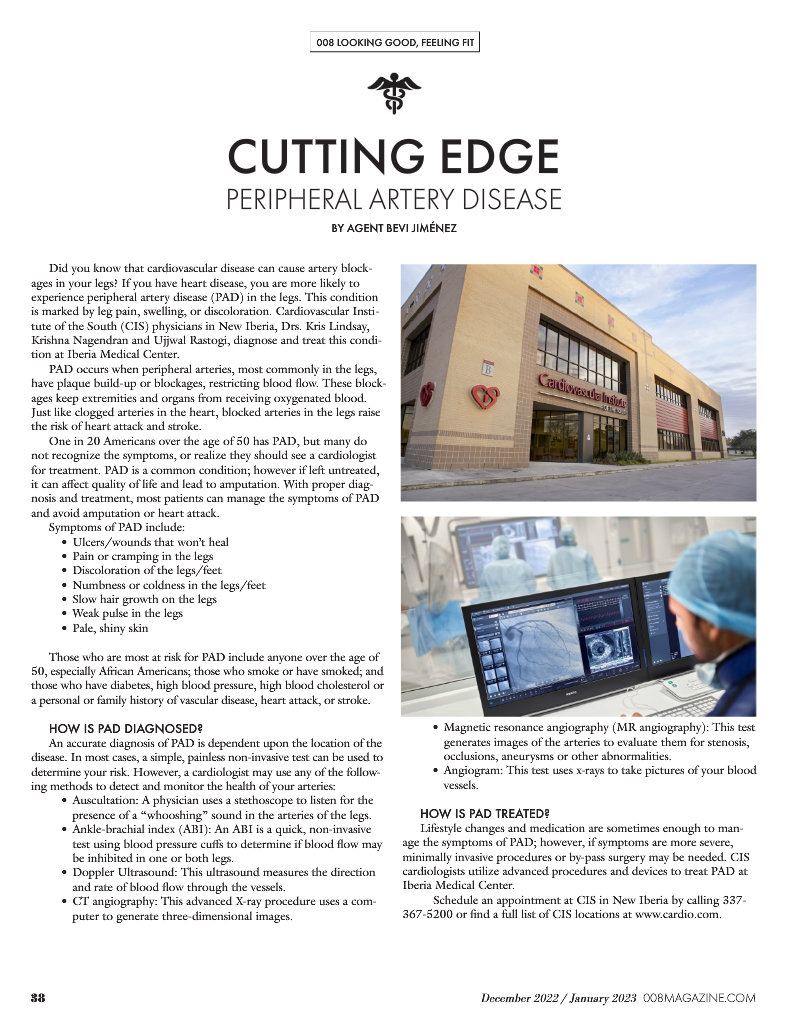 008 LOOKING GOOD, FEELING FIT
CUTTING EDGE
PERIPHERAL ARTERY DISEASE
BY AGENT BEVI JIMÉNEZ
Did you know that cardiovascular disease can cause artery block-
ages in your legs? If you have heart disease, you are more likely to
experience peripheral artery disease (PAD) in the legs. This condition
is marked by leg pain, swelling, or discoloration. Cardiovascular Insti-
tute of the South (CIS) physicians in New Iberia, Drs. Kris Lindsay,
Krishna Nagendran and Ujjwal Rastogi, diagnose and treat this condi-
tion at Iberia Medical Center.
PAD occurs when peripheral arteries, most commonly in the legs,
have plaque build-up or blockages, restricting blood flow. These block-
ages keep extremities and organs from receiving oxygenated blood.
Just like clogged arteries in the heart, blocked arteries in the legs raise
the risk of heart attack and stroke.
One in 20 Americans over the age of 50 has PAD, but many do
not recognize the symptoms, or realize they should see a cardiologist
for treatment. PAD is a common condition; however if left untreated,
it can affect quality of life and lead to amputation. With proper diag-
nosis and treatment, most patients can manage the symptoms of PAD
and avoid amputation or heart attack.
Symptoms of PAD include:
• Ulcers/wounds that won't heal
• Pain or cramping in the legs
• Discoloration of the legs/feet
• Numbness or coldness in the legs/feet
• Slow hair growth on the legs
• Weak pulse in the legs
• Pale, shiny skin
Those who are most at risk for PAD include anyone over the age of
50, especially African Americans; those who smoke or have smoked; and
those who have diabetes, high blood pressure, high blood cholesterol or
a personal or family history of vascular disease, heart attack, or stroke.
HOW IS PAD DIAGNOSED?
An accurate diagnosis of PAD is dependent upon the location of the
disease. In most cases, a simple, painless non-invasive test can be used to
determine your risk. However, a cardiologist may use any of the follow-
ing methods to detect and monitor the health of your arteries:
• Auscultation: A physician uses a stethoscope to listen for the
presence of a “whooshing” sound in the arteries of the legs.
• Ankle-brachial index (ABI): An ABI is a quick, non-invasive
test using blood pressure cuffs to determine if blood flow may
be inhibited in one or both legs.
• Doppler Ultrasound: This ultrasound measures the direction
and rate of blood flow through the vessels.
• CT angiography: This advanced X-ray procedure uses a com-
puter to generate three-dimensional images.
B
Cardiovascular Institute
• Magnetic resonance angiography (MR angiography): This test
generates images of the arteries to evaluate them for stenosis,
occlusions, aneurysms or other abnormalities.
• Angiogram: This test uses x-rays to take pictures of your blood
vessels.
HOW IS PAD TREATED?
Lifestyle changes and medication are sometimes enough to man-
age the symptoms of PAD; however, if symptoms are more severe,
minimally invasive procedures or by-pass surgery may be needed. CIS
cardiologists utilize advanced procedures and devices to treat PAD at
Iberia Medical Center.
Schedule an appointment at CIS in New Iberia by calling 337-
367-5200 or find a full list of CIS locations at www.cardio.com.
38
December 2022 / January 2023 008MAGAZINE.COM